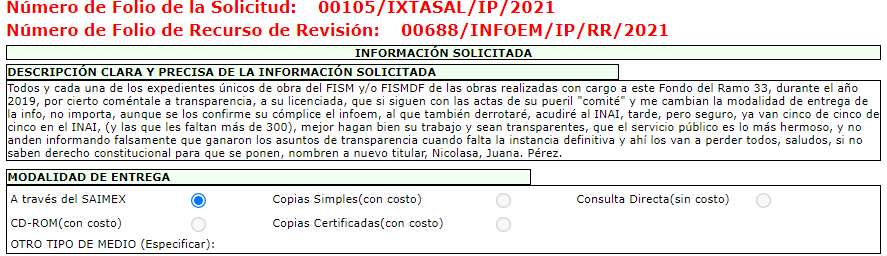 Número de Folio de la Solicitud: 00105/IXTASAL/IP/2021
Número de Folio de Recurso de Revisión: 00688/INFOEM/IP/RR/2021
INFORMACIÓN SOLICITADA
DESCRIPCIÓN CLARA Y PRECISA DE LA INFORMACIÓN SOLICITADA
Todos y cada una de los expedientes únicos de obra del FISM y/o FISMDF de las obras realizadas con cargo a este Fondo del Ramo 33, durante el año
2019, por cierto coméntale a transparencia, a su licenciada, que si siguen con las actas de su pueril "comité" y me cambian la modalidad de entrega de
la info, no importa, aunque se los confirme su cómplice el infoem, al que también derrotaré, acudiré al INAI, tarde, pero seguro, ya van cinco de cinco de
cinco en el INAI, (y las que les faltan más de 300), mejor hagan bien su trabajo y sean transparentes, que el servicio público es lo más hermoso, y no
anden informando falsamente que ganaron los asuntos de transparencia cuando falta la instancia definitiva y ahí los van a perder todos, saludos, si no
saben derecho constitucional para que se ponen, nombren a nuevo titular, Nicolasa, Juana. Pérez.
MODALIDAD DE ENTREGA
A través del SAIMEX Copias Simples(con costo) Consulta Directa(sin costo)
CD-ROM(con costo) Copias Certificadas(con costo)
OTRO TIPO DE MEDIO (Especificar):